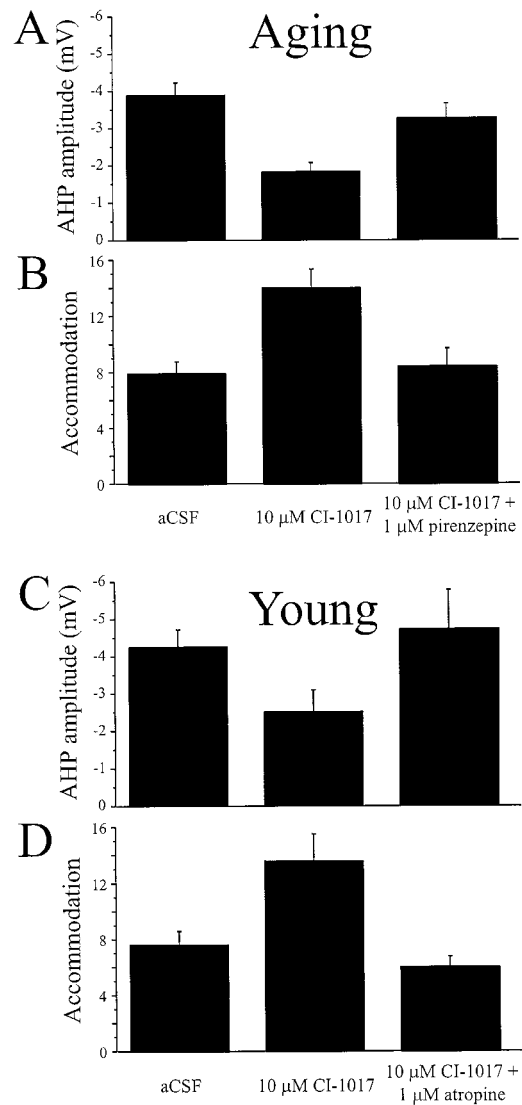 A
Aging
AHP amplitude (mV)
-6
-5
-4
-3
-2
-1
0
B
Accommodation
16
12
8
4
0
aCSF
10 μM CI-1017
10 μM CI-1017 +
1 μM pirenzepine
C
Young
AHP amplitude (mV)
-6
-5
-4
-3
-2
-1
0
D
Accommodation
16
12
8
4
0
aCSF
10 μM CI-1017
10 μM CI-1017 +
1 μM atropine